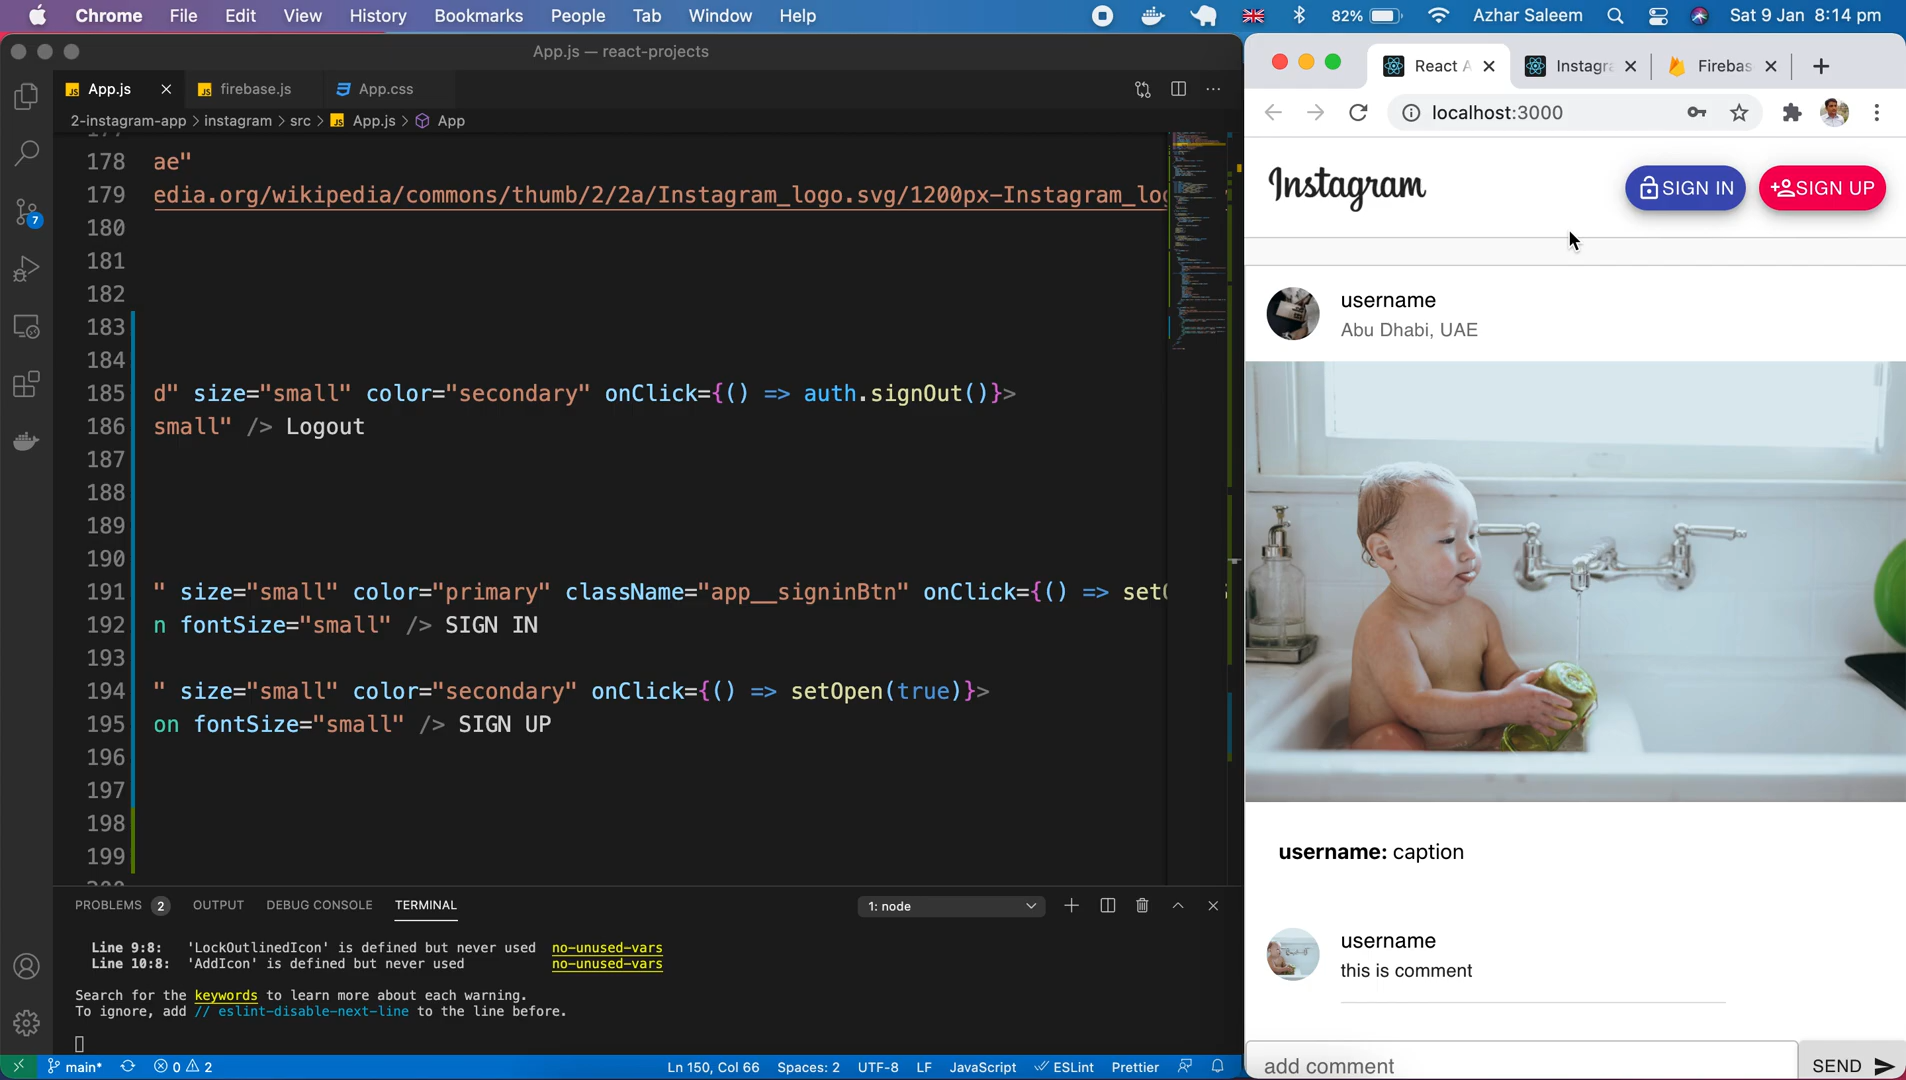 Chrome File Edit View History Bookmarks People Tab Window Help
82% Azhar Saleem Sat 9 Jan 8:14 pm
App.js — react-projects
App.js firebase.js App.css
2-instagram-app > instagram > src > App.js > App
178 ae"
179 edia.org/wikipedia/commons/thumb/2/2a/Instagram_logo.svg/1200px-Instagram_lo
180
181
182
183
184
185 d" size="small" color="secondary" onClick={() => auth.signOut()}>
186 small" /> Logout
187
188
189
190
191 " size="small" color="primary" className="app__signinBtn" onClick={() => set
192 n fontSize="small" /> SIGN IN
193
194 " size="small" color="secondary" onClick={() => setOpen(true)}>
195 on fontSize="small" /> SIGN UP
196
197
198
199
PROBLEMS 2 OUTPUT DEBUG CONSOLE TERMINAL 1: node
Line 9:8: 'LockOutlinedIcon' is defined but never used no-unused-vars
Line 10:8: 'AddIcon' is defined but never used no-unused-vars
Search for the keywords to learn more about each warning.
To ignore, add // eslint-disable-next-line to the line before.
7
main* 0 2 Ln 150, Col 66 Spaces: 2 UTF-8 LF JavaScript ESLint Prettier
React A Instagr Firebas
localhost:3000
Instagram SIGN IN SIGN UP
username
Abu Dhabi, UAE
username: caption
username
this is comment
add comment SEND